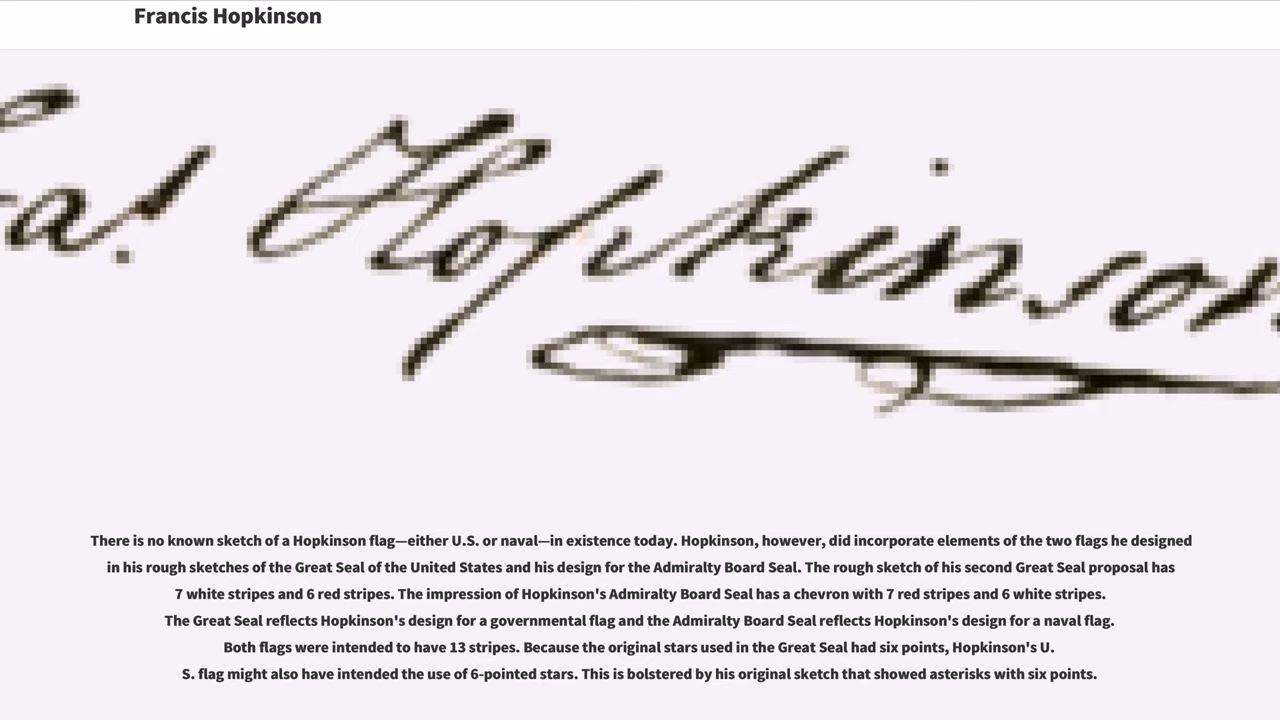 Francis Hopkinson
Fras! Hopkinson
There is no known sketch of a Hopkinson flag—either U.S. or naval—in existence today. Hopkinson, however, did incorporate elements of the two flags he designed
in his rough sketches of the Great Seal of the United States and his design for the Admiralty Board Seal. The rough sketch of his second Great Seal proposal has
7 white stripes and 6 red stripes. The impression of Hopkinson's Admiralty Board Seal has a chevron with 7 red stripes and 6 white stripes.
The Great Seal reflects Hopkinson's design for a governmental flag and the Admiralty Board Seal reflects Hopkinson's design for a naval flag.
Both flags were intended to have 13 stripes. Because the original stars used in the Great Seal had six points, Hopkinson's U.
S. flag might also have intended the use of 6-pointed stars. This is bolstered by his original sketch that showed asterisks with six points.